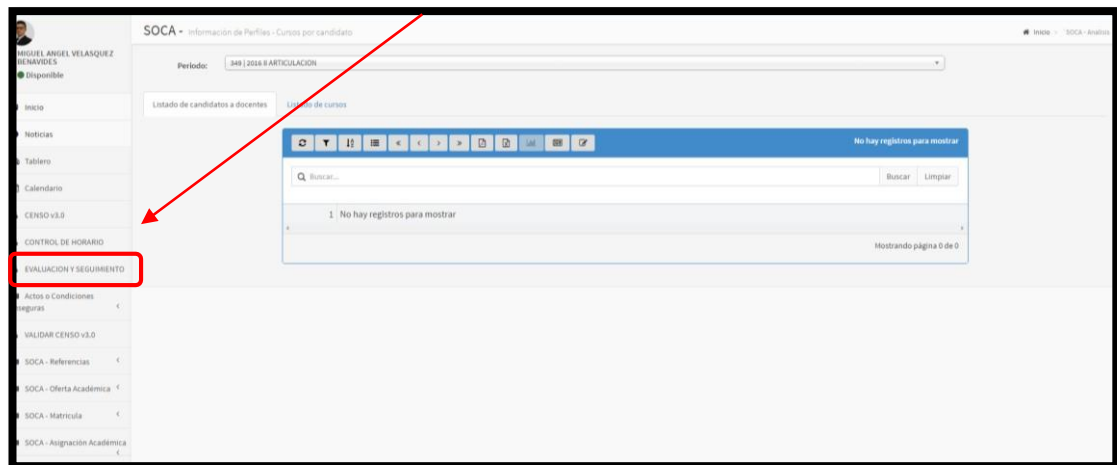 MIGUEL ANGEL VELASQUEZ
BENAVIDES
Disponible
Inicio
Noticias
Tablero
Calendario
CENSO v3.0
CONTROL DE HORARIO
EVALUACION Y SEGUIMIENTO
Actos o Condiciones
nseguras
VALIDAR CENSO v3.0
SOCA - Referencias
SOCA - Oferta Académica
SOCA - Matricula
SOCA - Asignación Académica
SOCA - Información de Perfiles - Cursos por candidato
Inicio > SOCA - Analisis
Periodo: 349 | 2016 II ARTICULACION
Listado de candidatos a docentes Listado de cursos
No hay registros para mostrar
Buscar... Buscar Limpiar
1 No hay registros para mostrar
Mostrando página 0 de 0